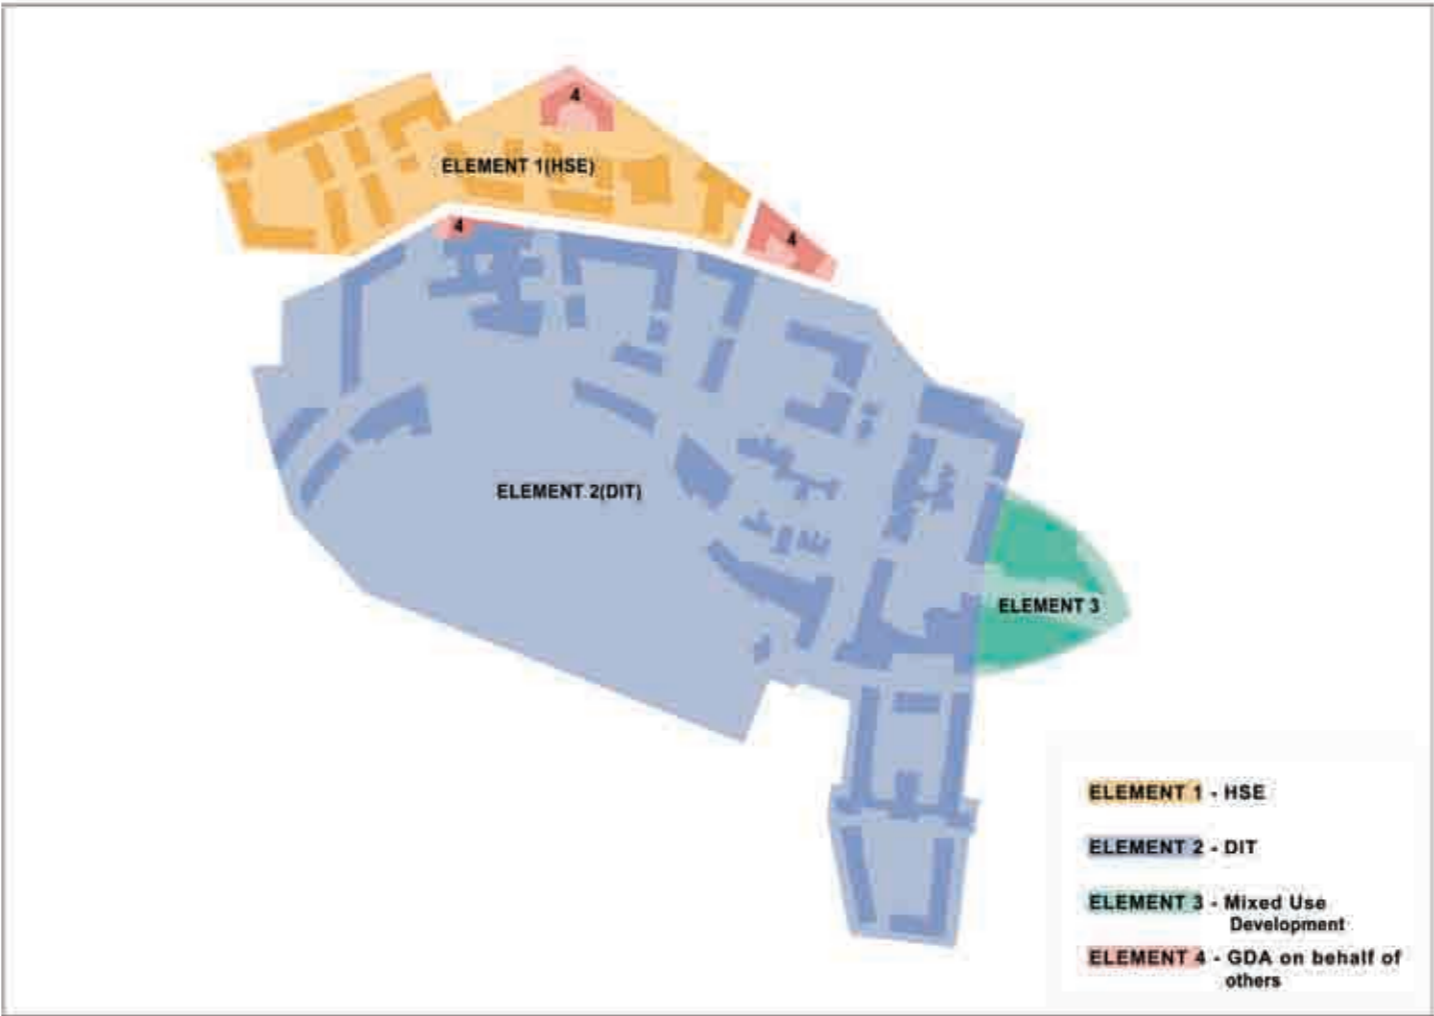 4
ELEMENT 1(HSE)
4
4
ELEMENT 2(DIT)
ELEMENT 3
ELEMENT 1 - HSE
ELEMENT 2 - DIT
ELEMENT 3 - Mixed Use
Development
ELEMENT 4 - GDA on behalf of
others